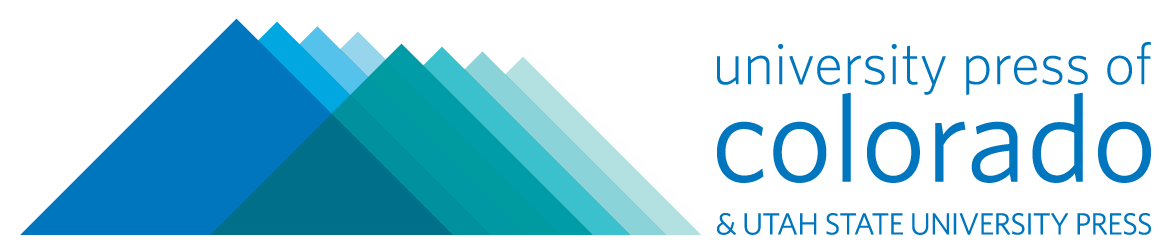 university press of
colorado
& UTAH STATE UNIVERSITY PRESS